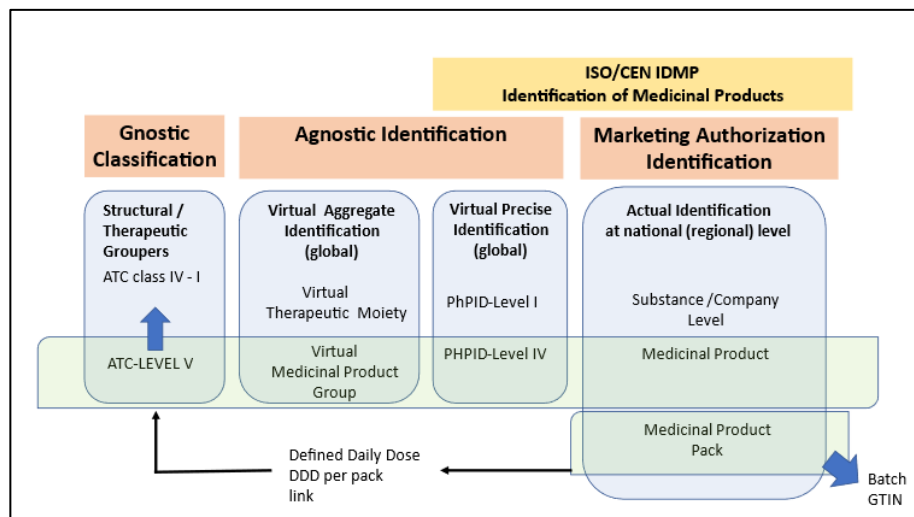 ISO/CEN IDMP
Identification of Medicinal Products
Gnostic
Classification
Agnostic Identification
Marketing Authorization
Identification
Structural /
Therapeutic
Groupers
ATC class IV - I
ATC-LEVEL V
Virtual Aggregate
Identification
(global)
Virtual
Therapeutic Moiety
Virtual
Medicinal Product
Group
Virtual Precise
Identification
(global)
PhPID-Level I
PHPID-Level IV
Actual Identification
at national (regional) level
Substance /Company
Level
Medicinal Product
Medicinal Product
Pack
Defined Daily Dose
DDD per pack
link
Batch
GTIN